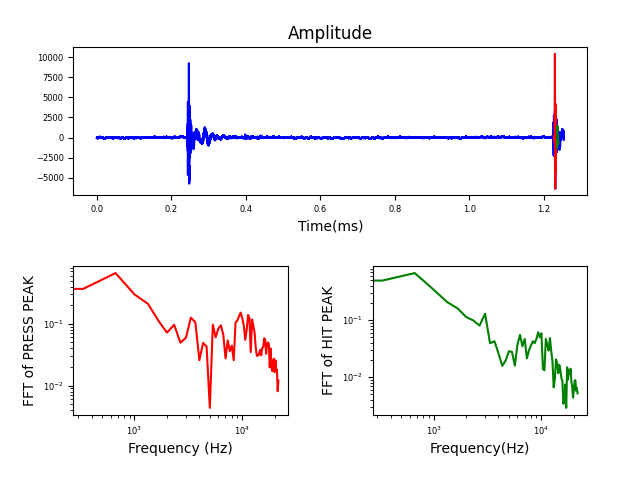 Amplitude
10000
7500
5000
2500
0
−2500
−5000
0.0 0.2 0.4 0.6 0.8 1.0 1.2
Time(ms)
FFT of PRESS PEAK
10⁻¹
10⁻²
10³ 10⁴
Frequency (Hz)
FFT of HIT PEAK
10⁻¹
10⁻²
10³ 10⁴
Frequency(Hz)